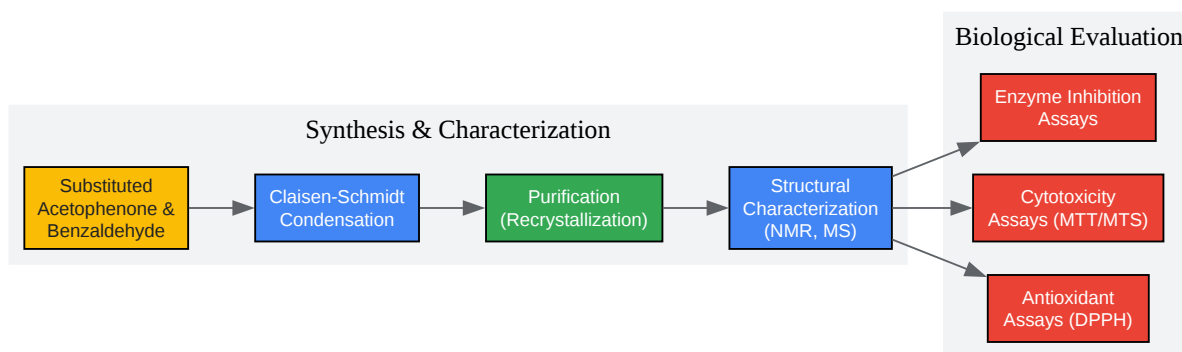 Biological Evaluation
Enzyme Inhibition
Assays
Synthesis & Characterization
Substituted
Acetophenone &
Benzaldehyde
Claisen-Schmidt
Condensation
Purification
(Recrystallization)
Structural
Characterization
(NMR, MS)
Cytotoxicity
Assays (MTT/MTS)
Antioxidant
Assays (DPPH)